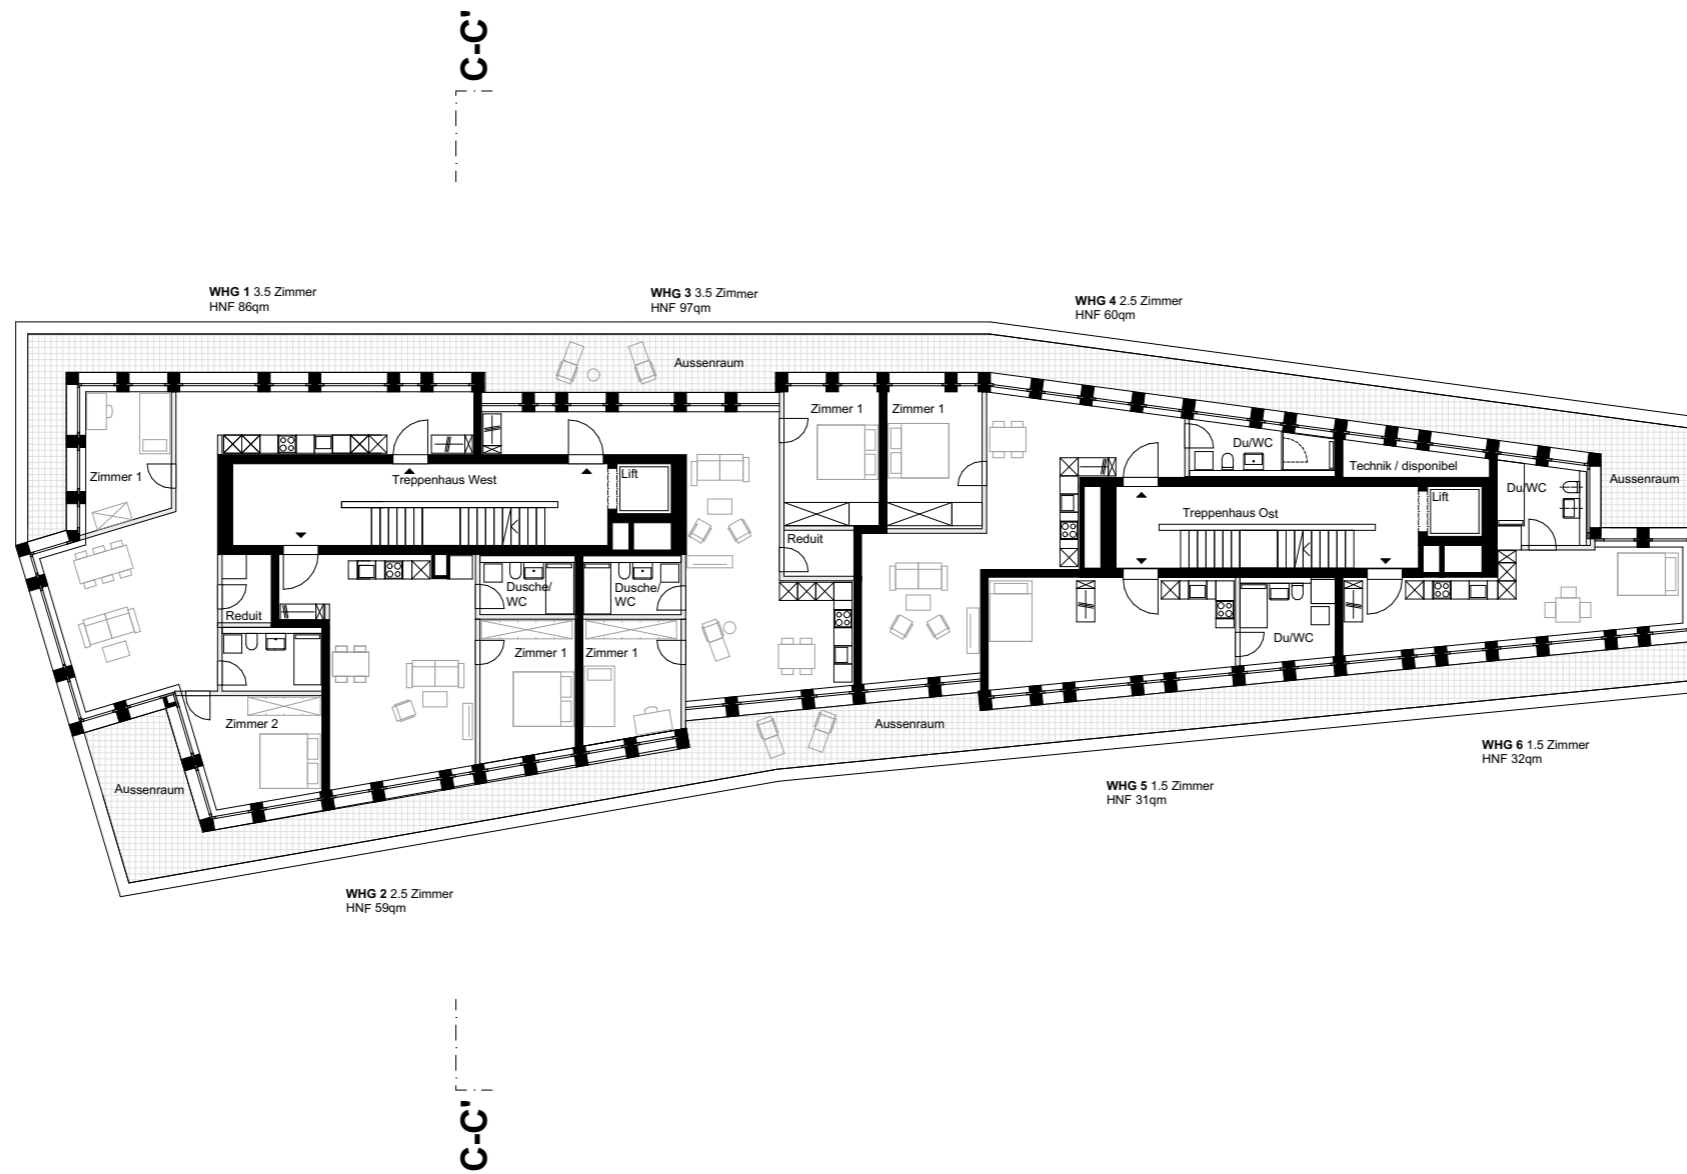 C-C'
WHG 1 3.5 Zimmer
HNF 86qm
WHG 3 3.5 Zimmer
HNF 97qm
WHG 4 2.5 Zimmer
HNF 60qm
Aussenraum
Zimmer 1
Zimmer 1
Du/WC
Technik / disponibel
Zimmer 1
Treppenhaus West
Lift
Du/WC
Aussenraum
Lift
Treppenhaus Ost
Reduit
Dusche/
WC
Dusche/
WC
Reduit
Du/WC
Zimmer 1
Zimmer 1
Zimmer 2
Aussenraum
Aussenraum
WHG 6 1.5 Zimmer
HNF 32qm
WHG 5 1.5 Zimmer
HNF 31qm
WHG 2 2.5 Zimmer
HNF 59qm
C-C'